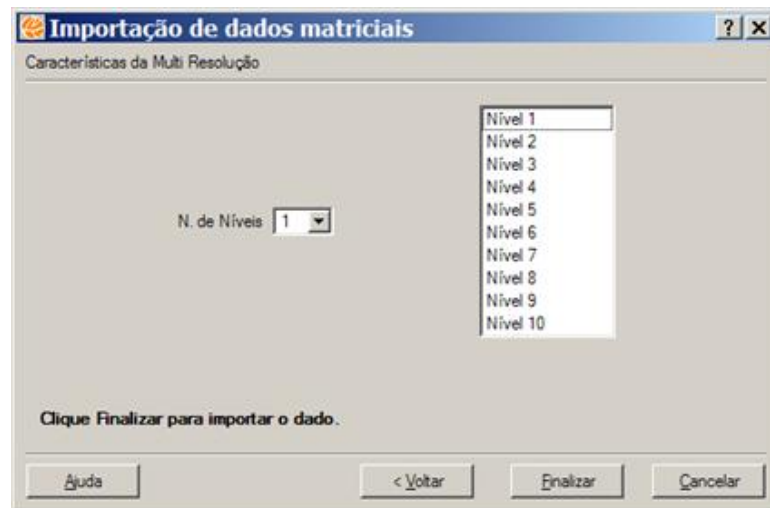 Importação de dados matriciais
Características da Multi Resolução
N. de Níveis 1
Nível 1
Nível 2
Nível 3
Nível 4
Nível 5
Nível 6
Nível 7
Nível 8
Nível 9
Nível 10
Clique Finalizar para importar o dado.
Ajuda < Voltar Finalizar Cancelar